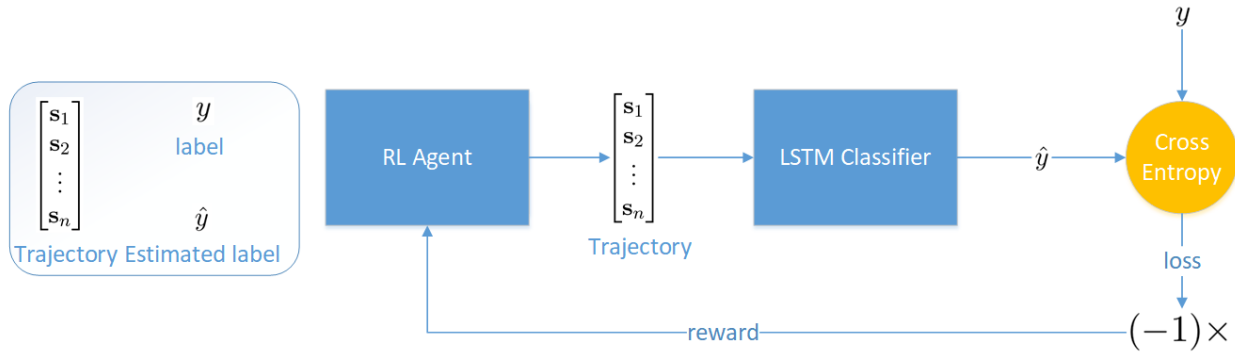 s₁
s₂
⋮
sₙ
Trajectory
y
label
ŷ
Estimated label
RL Agent
s₁
s₂
⋮
sₙ
Trajectory
LSTM Classifier
ŷ
y
Cross
Entropy
loss
(−1)×
reward